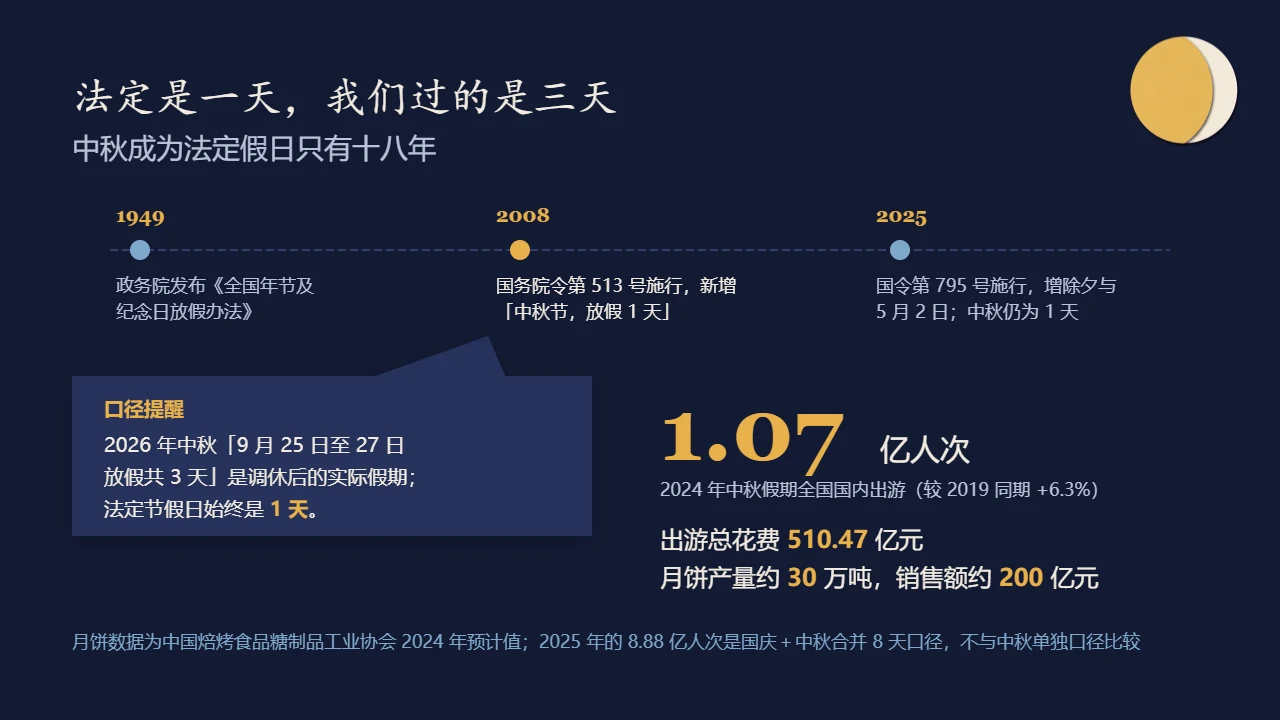 法定是一天，我们过的是三天
中秋成为法定假日只有十八年
1949
2008
2025
政务院发布《全国年节及
纪念日放假办法》
国务院令第 513 号施行，新增
「中秋节，放假 1 天」
国令第 795 号施行，增除夕与
5 月 2 日；中秋仍为 1 天
口径提醒
2026 年中秋「9 月 25 日至 27 日
放假共 3 天」是调休后的实际假期；
法定节假日始终是 1 天。
1.07 亿人次
2024 年中秋假期全国国内出游（较 2019 同期 +6.3%）
出游总花费 510.47 亿元
月饼产量约 30 万吨，销售额约 200 亿元
月饼数据为中国焙烤食品糖制品工业协会 2024 年预计值；2025 年的 8.88 亿人次是国庆＋中秋合并 8 天口径，不与中秋单独口径比较